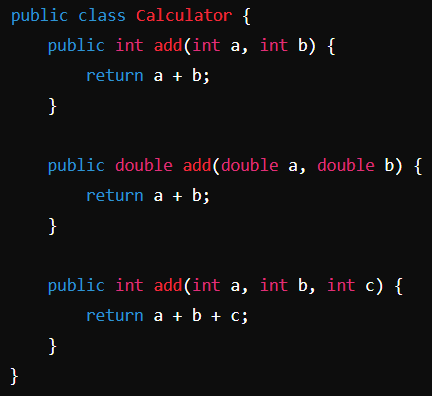 public class Calculator {
    public int add(int a, int b) {
        return a + b;
    }

    public double add(double a, double b) {
        return a + b;
    }

    public int add(int a, int b, int c) {
        return a + b + c;
    }
}